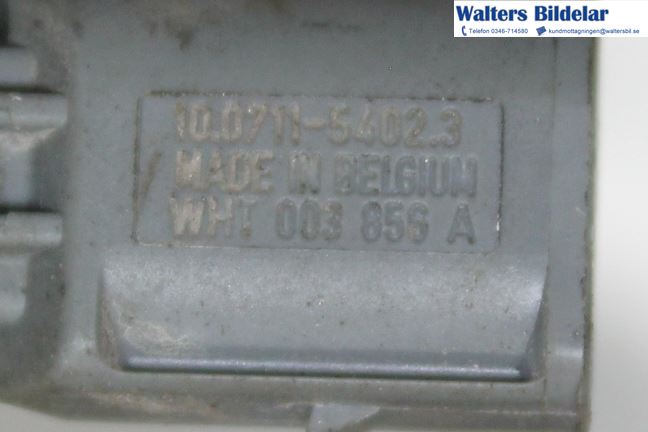 Walters Bildelar
Telefon 0346-714580 kundmottagningen@waltersbil.se
10.0711-5402.3
MADE IN BELGIUM
WHT 003 856 A